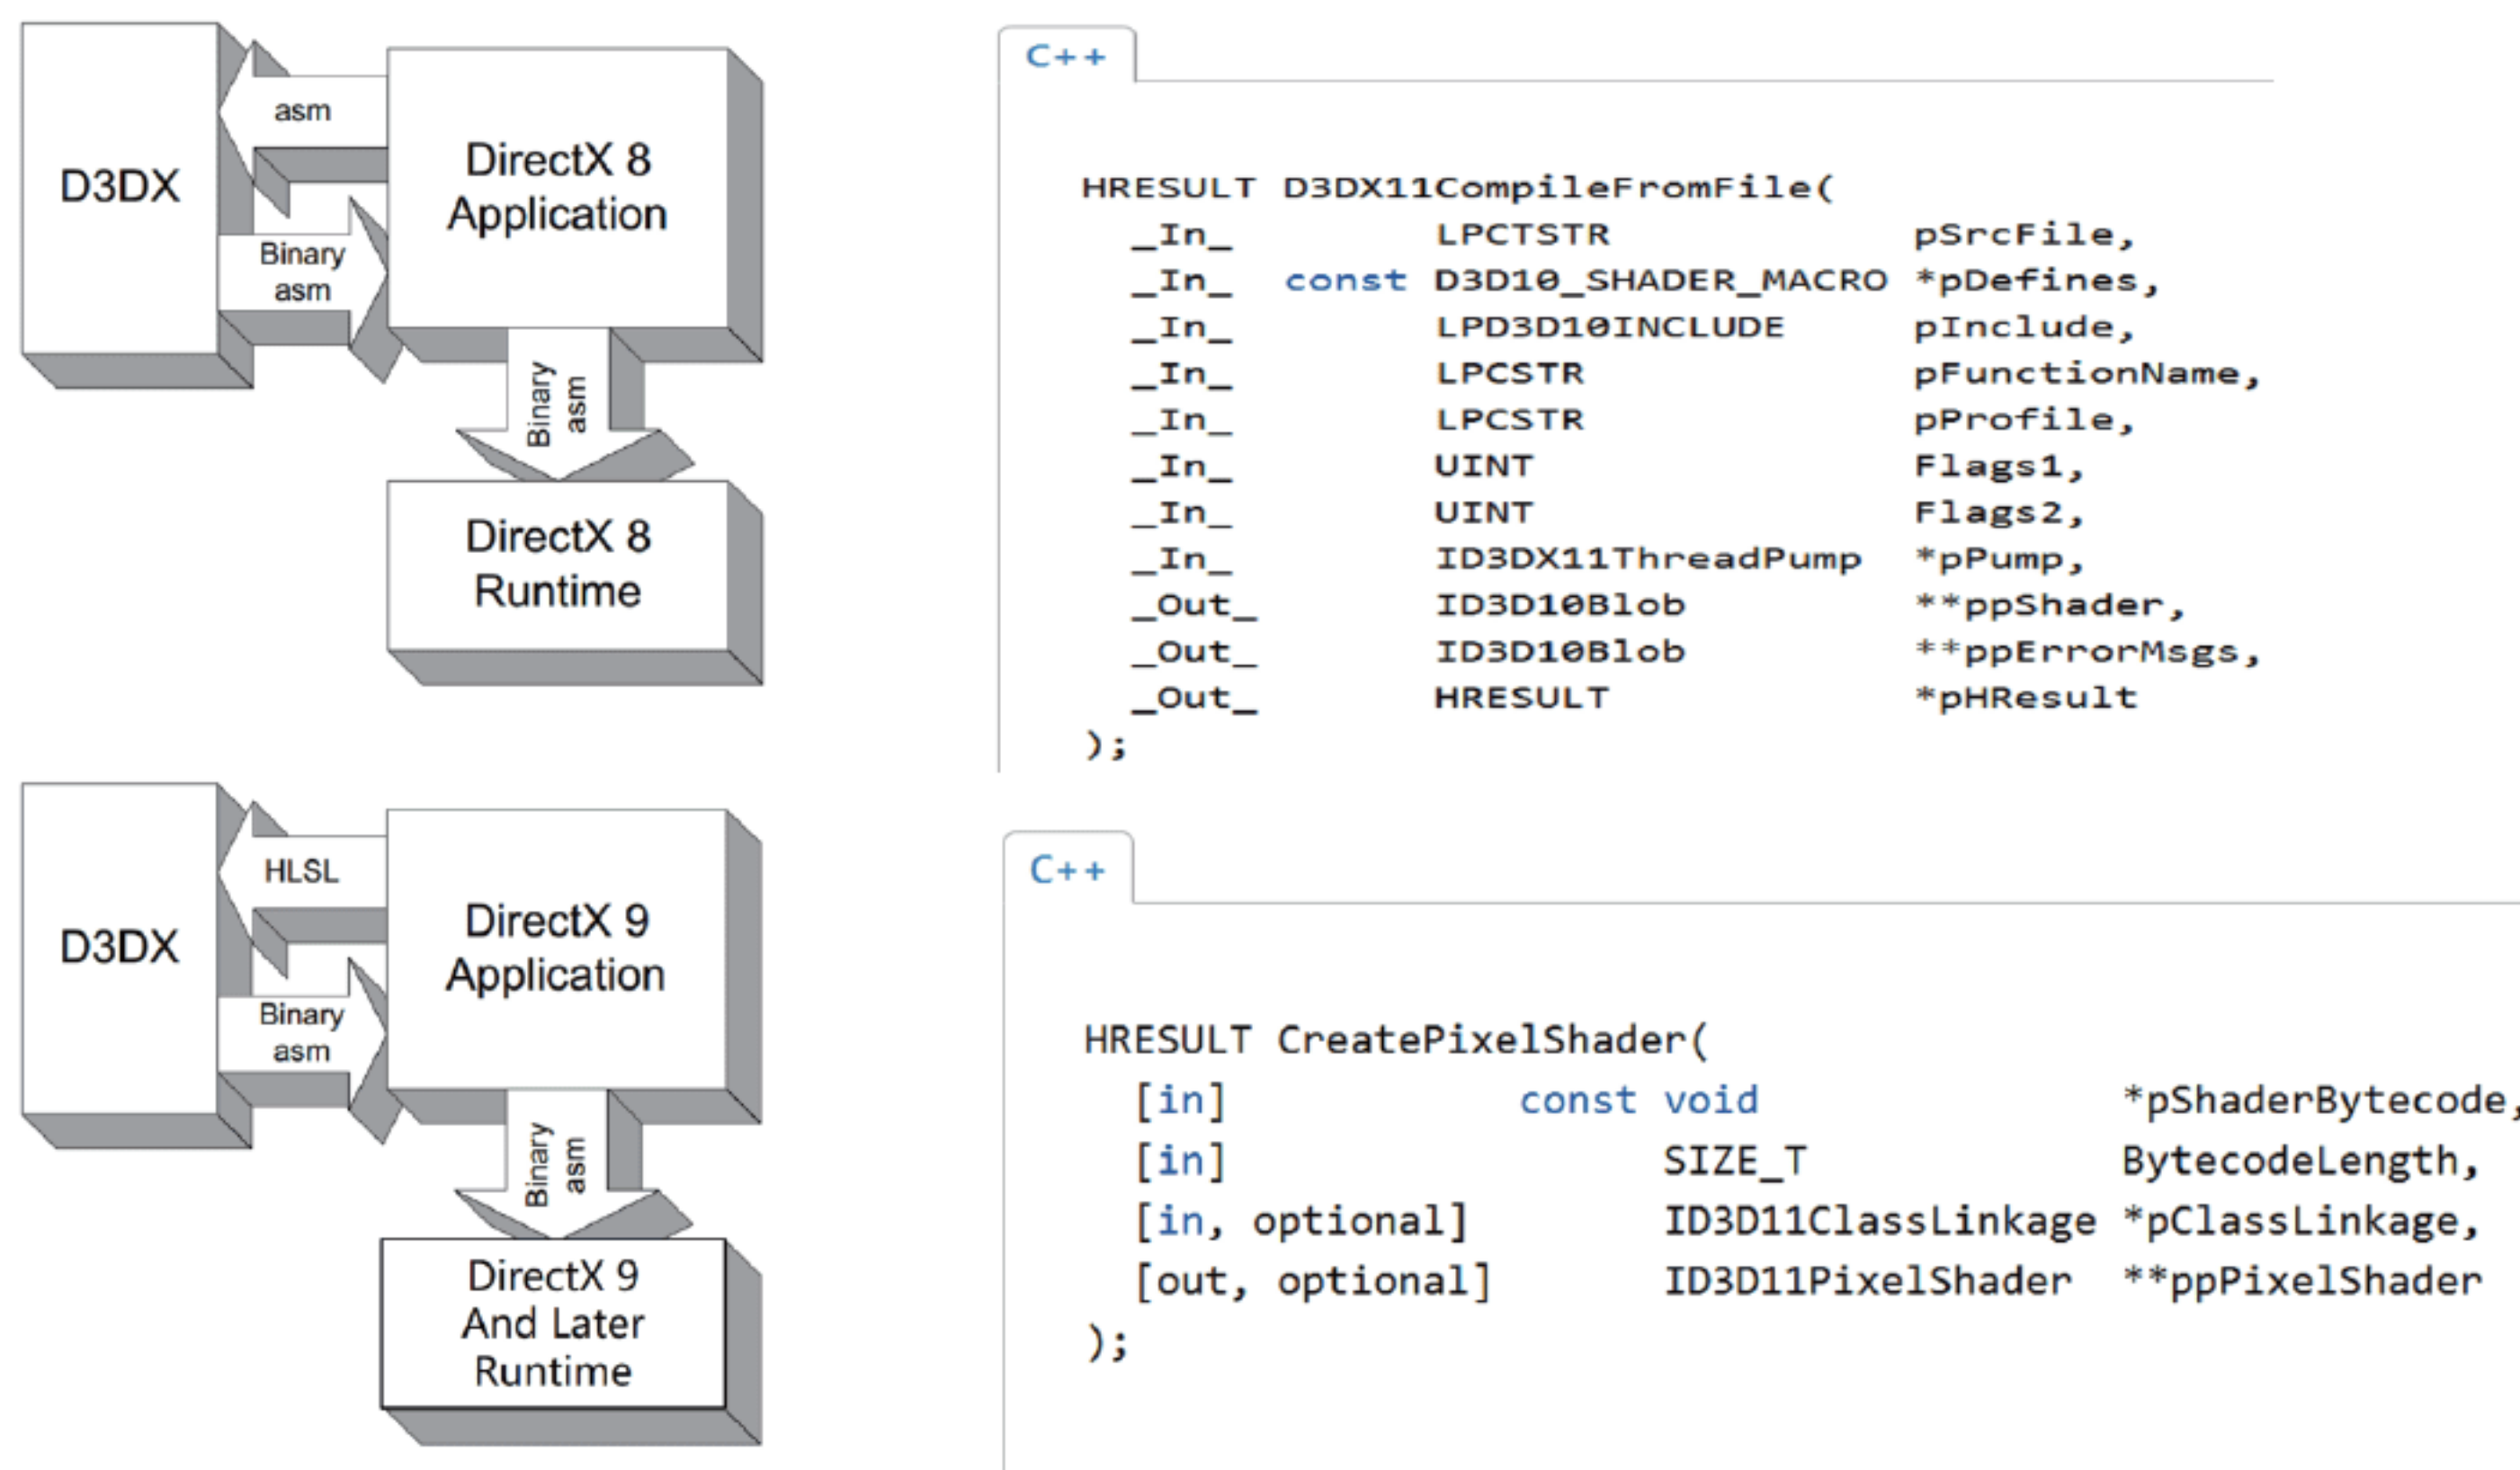 D3DX
asm
Binary
asm
DirectX 8
Application
Binary
asm
DirectX 8
Runtime
C++
HRESULT D3DX11CompileFromFile(
_In_ LPCTSTR pSrcFile,
_In_ const D3D10_SHADER_MACRO *pDefines,
_In_ LPD3D10INCLUDE pInclude,
_In_ LPCSTR pFunctionName,
_In_ LPCSTR pProfile,
_In_ UINT Flags1,
_In_ UINT Flags2,
_In_ ID3DX11ThreadPump *pPump,
_Out_ ID3D10Blob **ppShader,
_Out_ ID3D10Blob **ppErrorMsgs,
_Out_ HRESULT *pHResult
);
D3DX
HLSL
Binary
asm
DirectX 9
Application
Binary
asm
DirectX 9
And Later
Runtime
C++
HRESULT CreatePixelShader(
[in] const void *pShaderBytecode,
[in] SIZE_T BytecodeLength,
[in, optional] ID3D11ClassLinkage *pClassLinkage,
[out, optional] ID3D11PixelShader **ppPixelShader
);